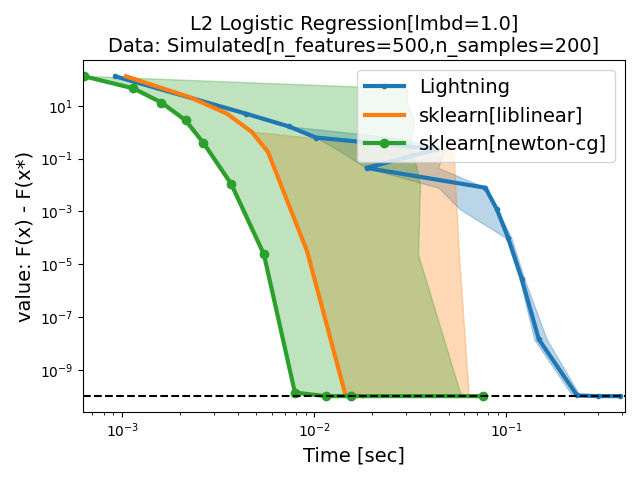 L2 Logistic Regression[lmbd=1.0]
Data: Simulated[n_features=500,n_samples=200]
value: F(x) - F(x*)
10¹
10⁻¹
10⁻³
10⁻⁵
10⁻⁷
10⁻⁹
Lightning
sklearn[liblinear]
sklearn[newton-cg]
10⁻³
10⁻²
10⁻¹
Time [sec]